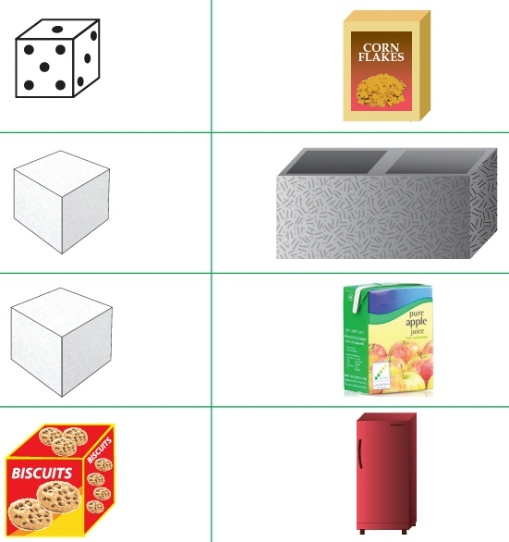 CORN
FLAKES
pure
apple
juice
BISCUITS
BISCUITS